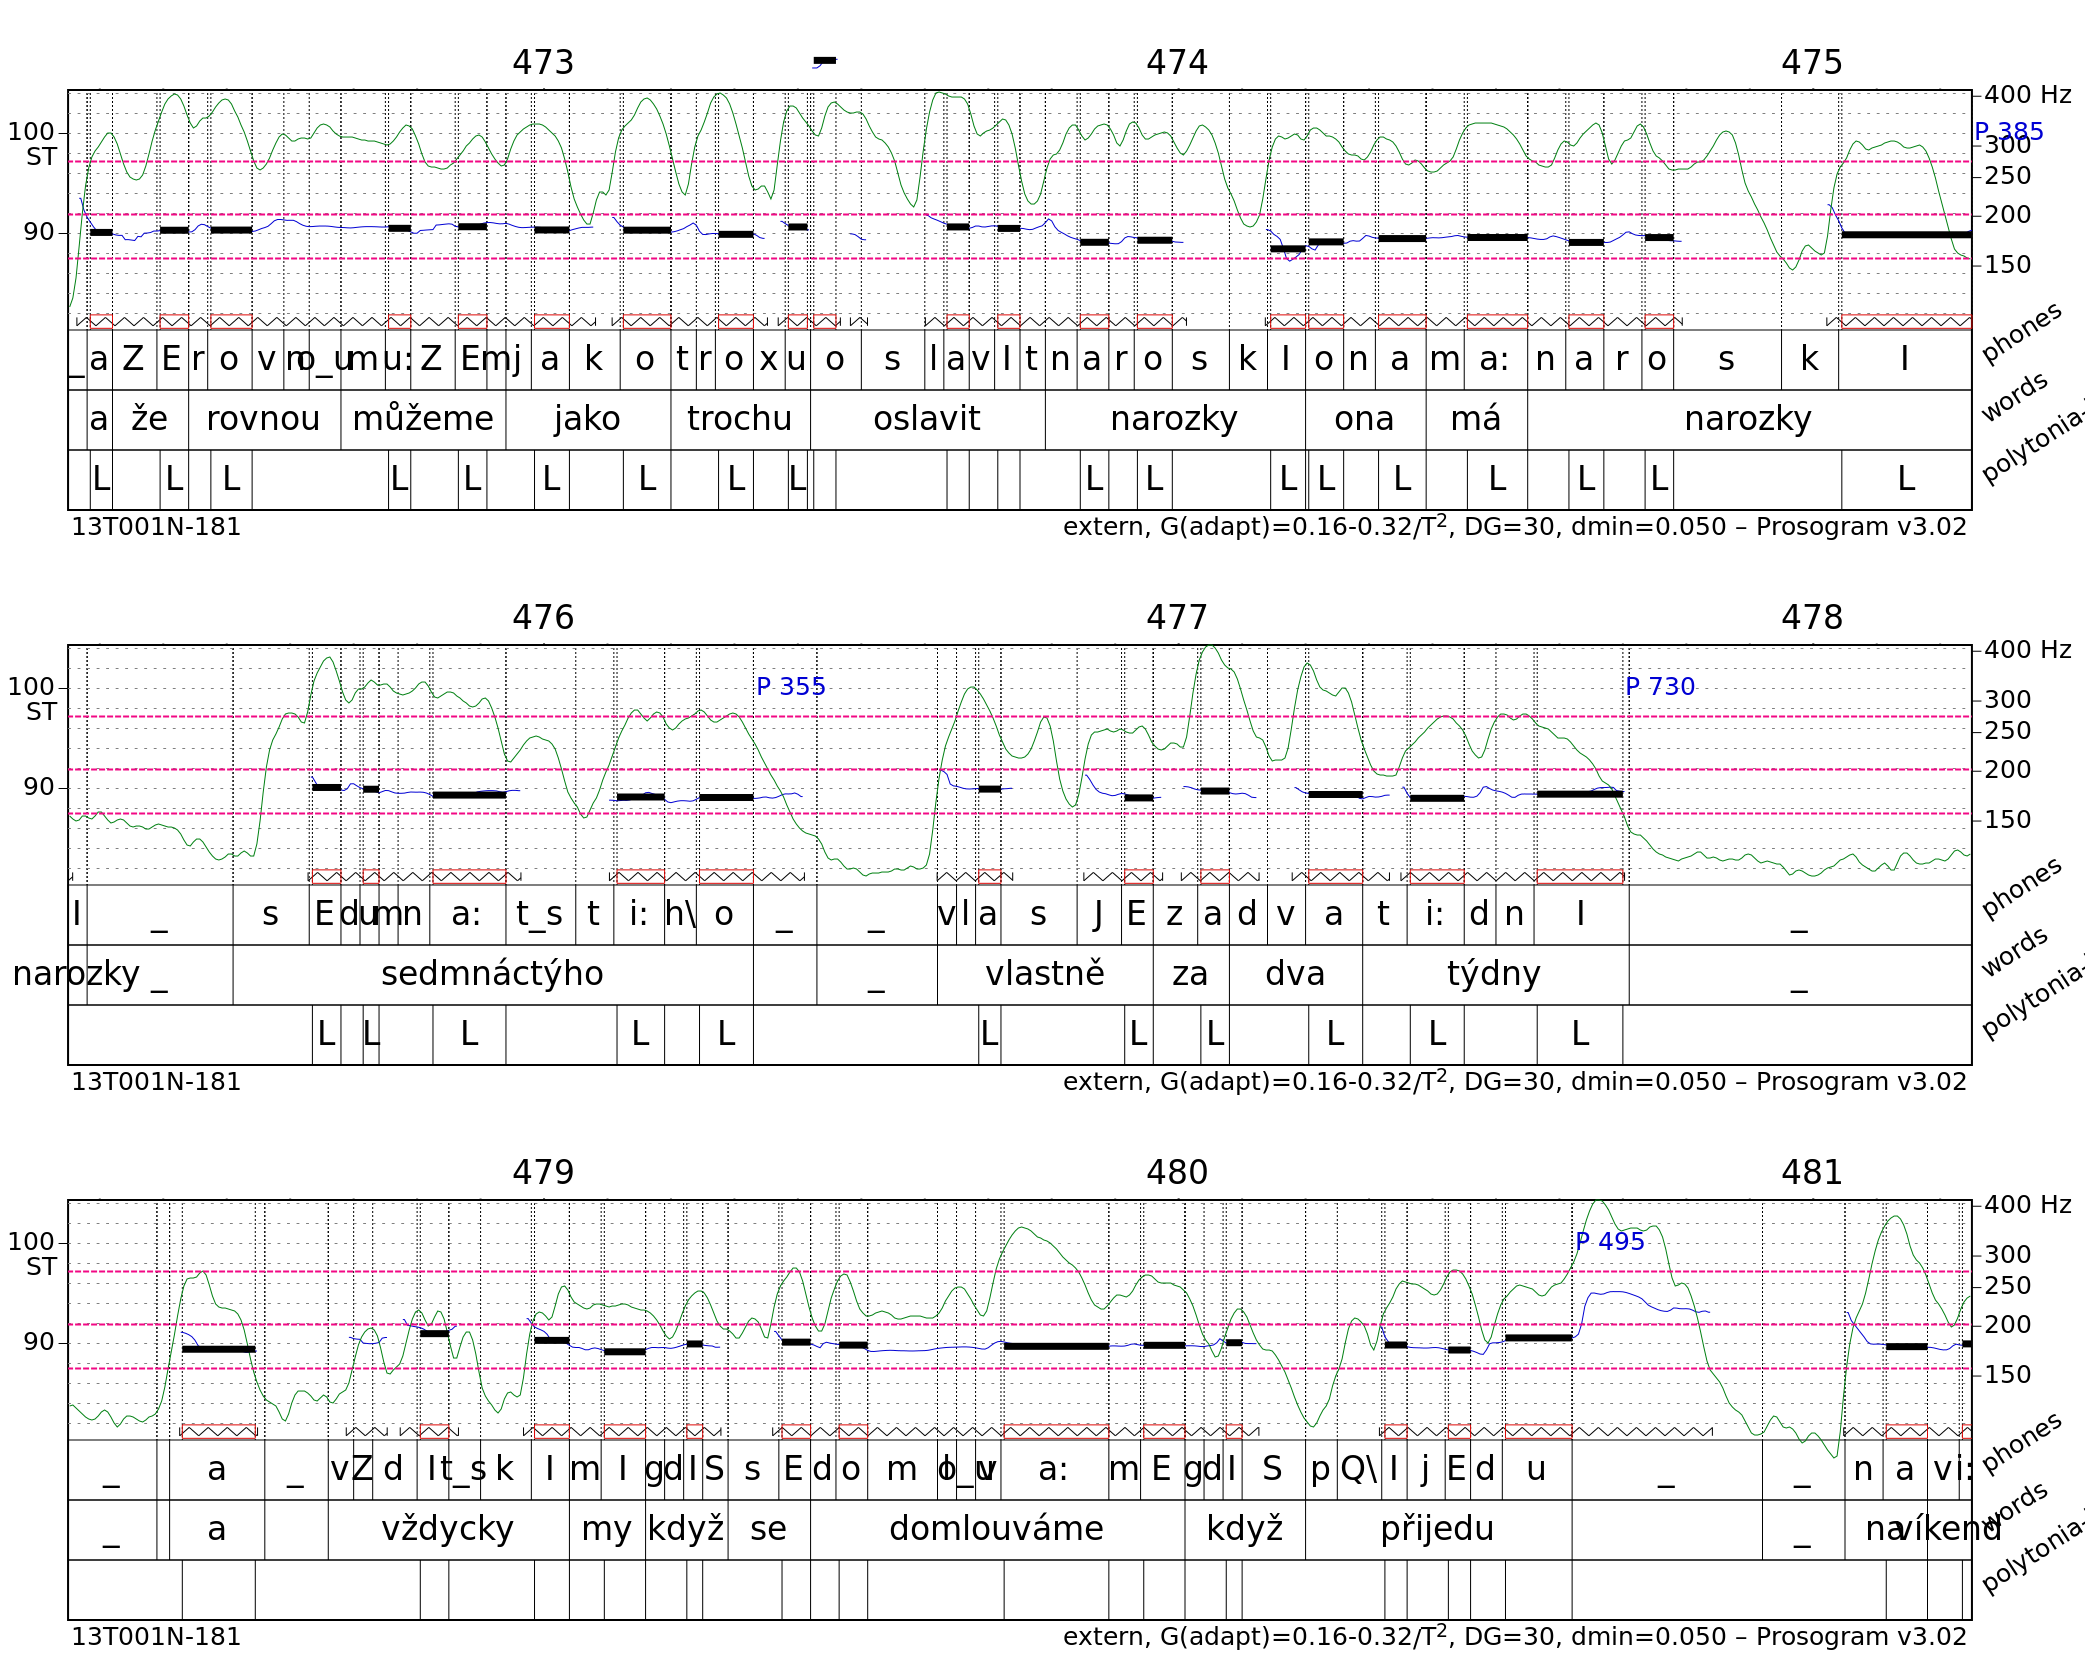 473 474 475
100 ST 90 400 Hz 300 250 200 150
P 385
_ a Z E r o v n o_u m u: Z E m j a k o t r o x u o s l a v I t n a r o s k I o n a m a: n a r o s k I phones
a že rovnou můžeme jako trochu oslavit narozky ona má narozky words
L L L L L L L L L L L L L L L L L L polytonia-
13T001N-181 extern, G(adapt)=0.16-0.32/T², DG=30, dmin=0.050 – Prosogram v3.02
476 477 478
100 ST 90 400 Hz 300 250 200 150
P 355 P 730
I _ s E d u m n a: t_s t i: h\ o _ _ v l a s J E z a d v a t i: d n I _ phones
narozky _ sedmnáctýho _ vlastně za dva týdny _ words
L L L L L L L L L L L polytonia-
13T001N-181 extern, G(adapt)=0.16-0.32/T², DG=30, dmin=0.050 – Prosogram v3.02
479 480 481
100 ST 90 400 Hz 300 250 200 150
P 495
_ a _ v Z d I t_s k I m I g d I S s E d o m l o_u v a: m E g d I S p Q\ I j E d u _ _ n a v i: phones
_ a vždycky my když se domlouváme když přijedu _ na víkend words
polytonia-
13T001N-181 extern, G(adapt)=0.16-0.32/T², DG=30, dmin=0.050 – Prosogram v3.02